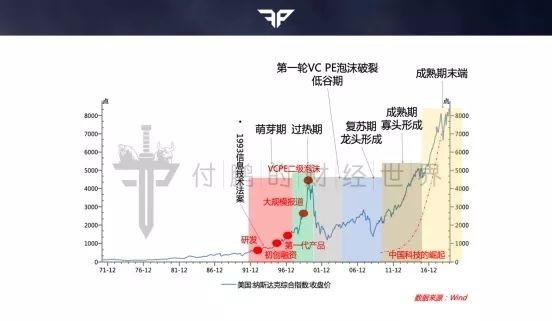 第一轮VC PE泡沫破裂
低谷期
成熟期末端
点
点
萌芽期
过热期
复苏期
龙头形成
成熟期
寡头形成
• 1993信息技术法案
VCPE二级泡沫
大规模报道
研发
初创融资
第一代产品
中国科技的崛起
付鹏的财经世界
8000
7000
6000
5000
4000
3000
2000
1000
0
8000
7000
6000
5000
4000
3000
2000
1000
0
71-12
76-12
81-12
86-12
91-12
96-12
01-12
06-12
11-12
16-12
美国:纳斯达克综合指数:收盘价
数据来源：Wind